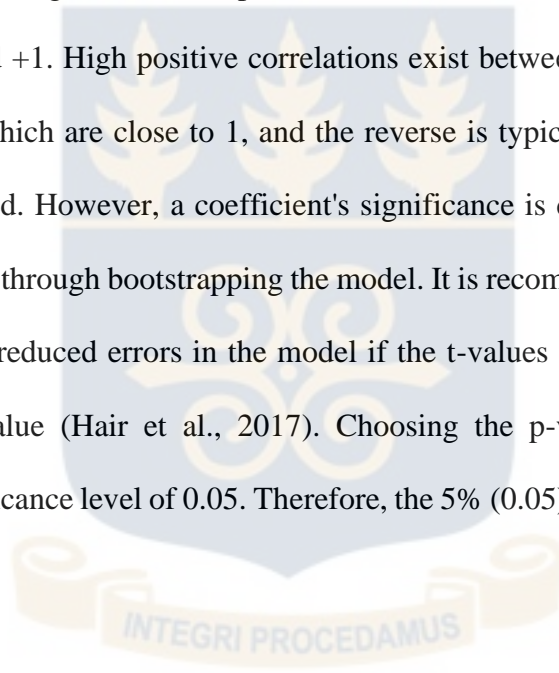 l +1. High positive correlations exist betwee
hich are close to 1, and the reverse is typic
d. However, a coefficient's significance is
through bootstrapping the model. It is recom
reduced errors in the model if the t-values
alue (Hair et al., 2017). Choosing the p-
icance level of 0.05. Therefore, the 5% (0.05
INTEGRI PROCEDAMUS